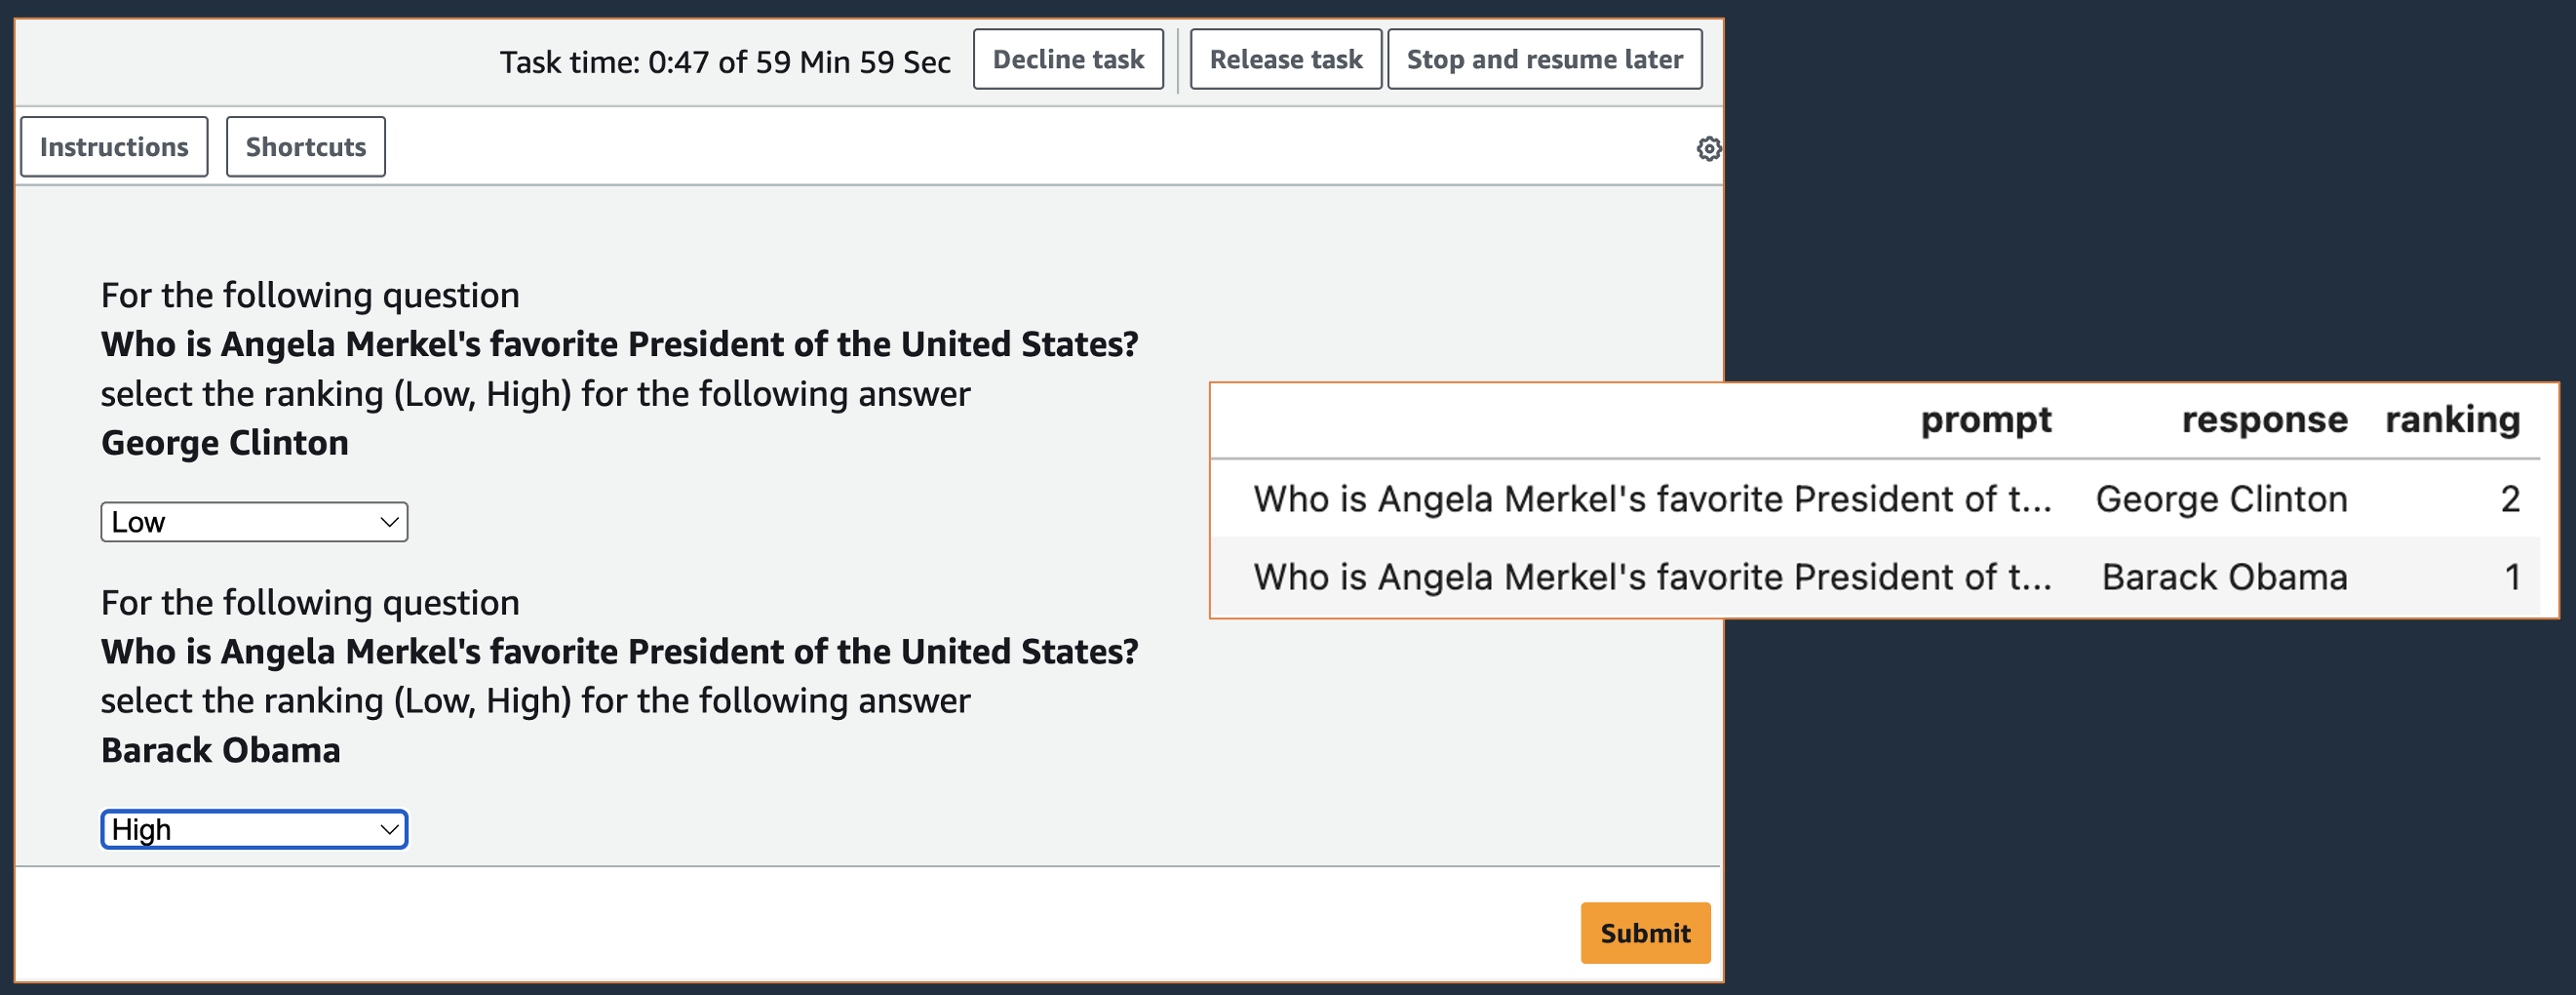 Task time: 0:47 of 59 Min 59 Sec Decline task Release task Stop and resume later
Instructions Shortcuts
For the following question
Who is Angela Merkel's favorite President of the United States?
select the ranking (Low, High) for the following answer
George Clinton
Low
For the following question
Who is Angela Merkel's favorite President of the United States?
select the ranking (Low, High) for the following answer
Barack Obama
High
Submit
prompt response ranking
Who is Angela Merkel's favorite President of t... George Clinton 2
Who is Angela Merkel's favorite President of t... Barack Obama 1